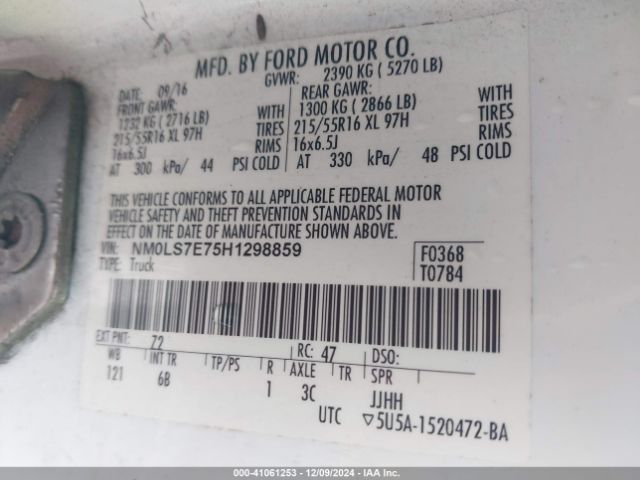 MFD. BY FORD MOTOR CO.
DATE: 09/16 GVWR: 2390 KG ( 5270 LB)
FRONT GAWR: REAR GAWR:
1232 KG ( 2716 LB) WITH 1300 KG ( 2866 LB) WITH
215/55R16 XL 97H TIRES 215/55R16 XL 97H TIRES
16x6.5J RIMS 16x6.5J RIMS
AT 300 kPa/ 44 PSI COLD AT 330 kPa/ 48 PSI COLD
THIS VEHICLE CONFORMS TO ALL APPLICABLE FEDERAL MOTOR
VEHICLE SAFETY AND THEFT PREVENTION STANDARDS IN
EFFECT ON THE DATE OF MANUFACTURE SHOWN ABOVE.
VIN: NM0LS7E75H1298859 F0368
TYPE: Truck T0784
EXT PNT: 72 RC: 47 DSO:
WB INT TR TP/PS R AXLE TR SPR
121 6B 1 3C JJHH
UTC ▽5U5A-1520472-BA
000-41061253 - 12/09/2024 - IAA Inc.